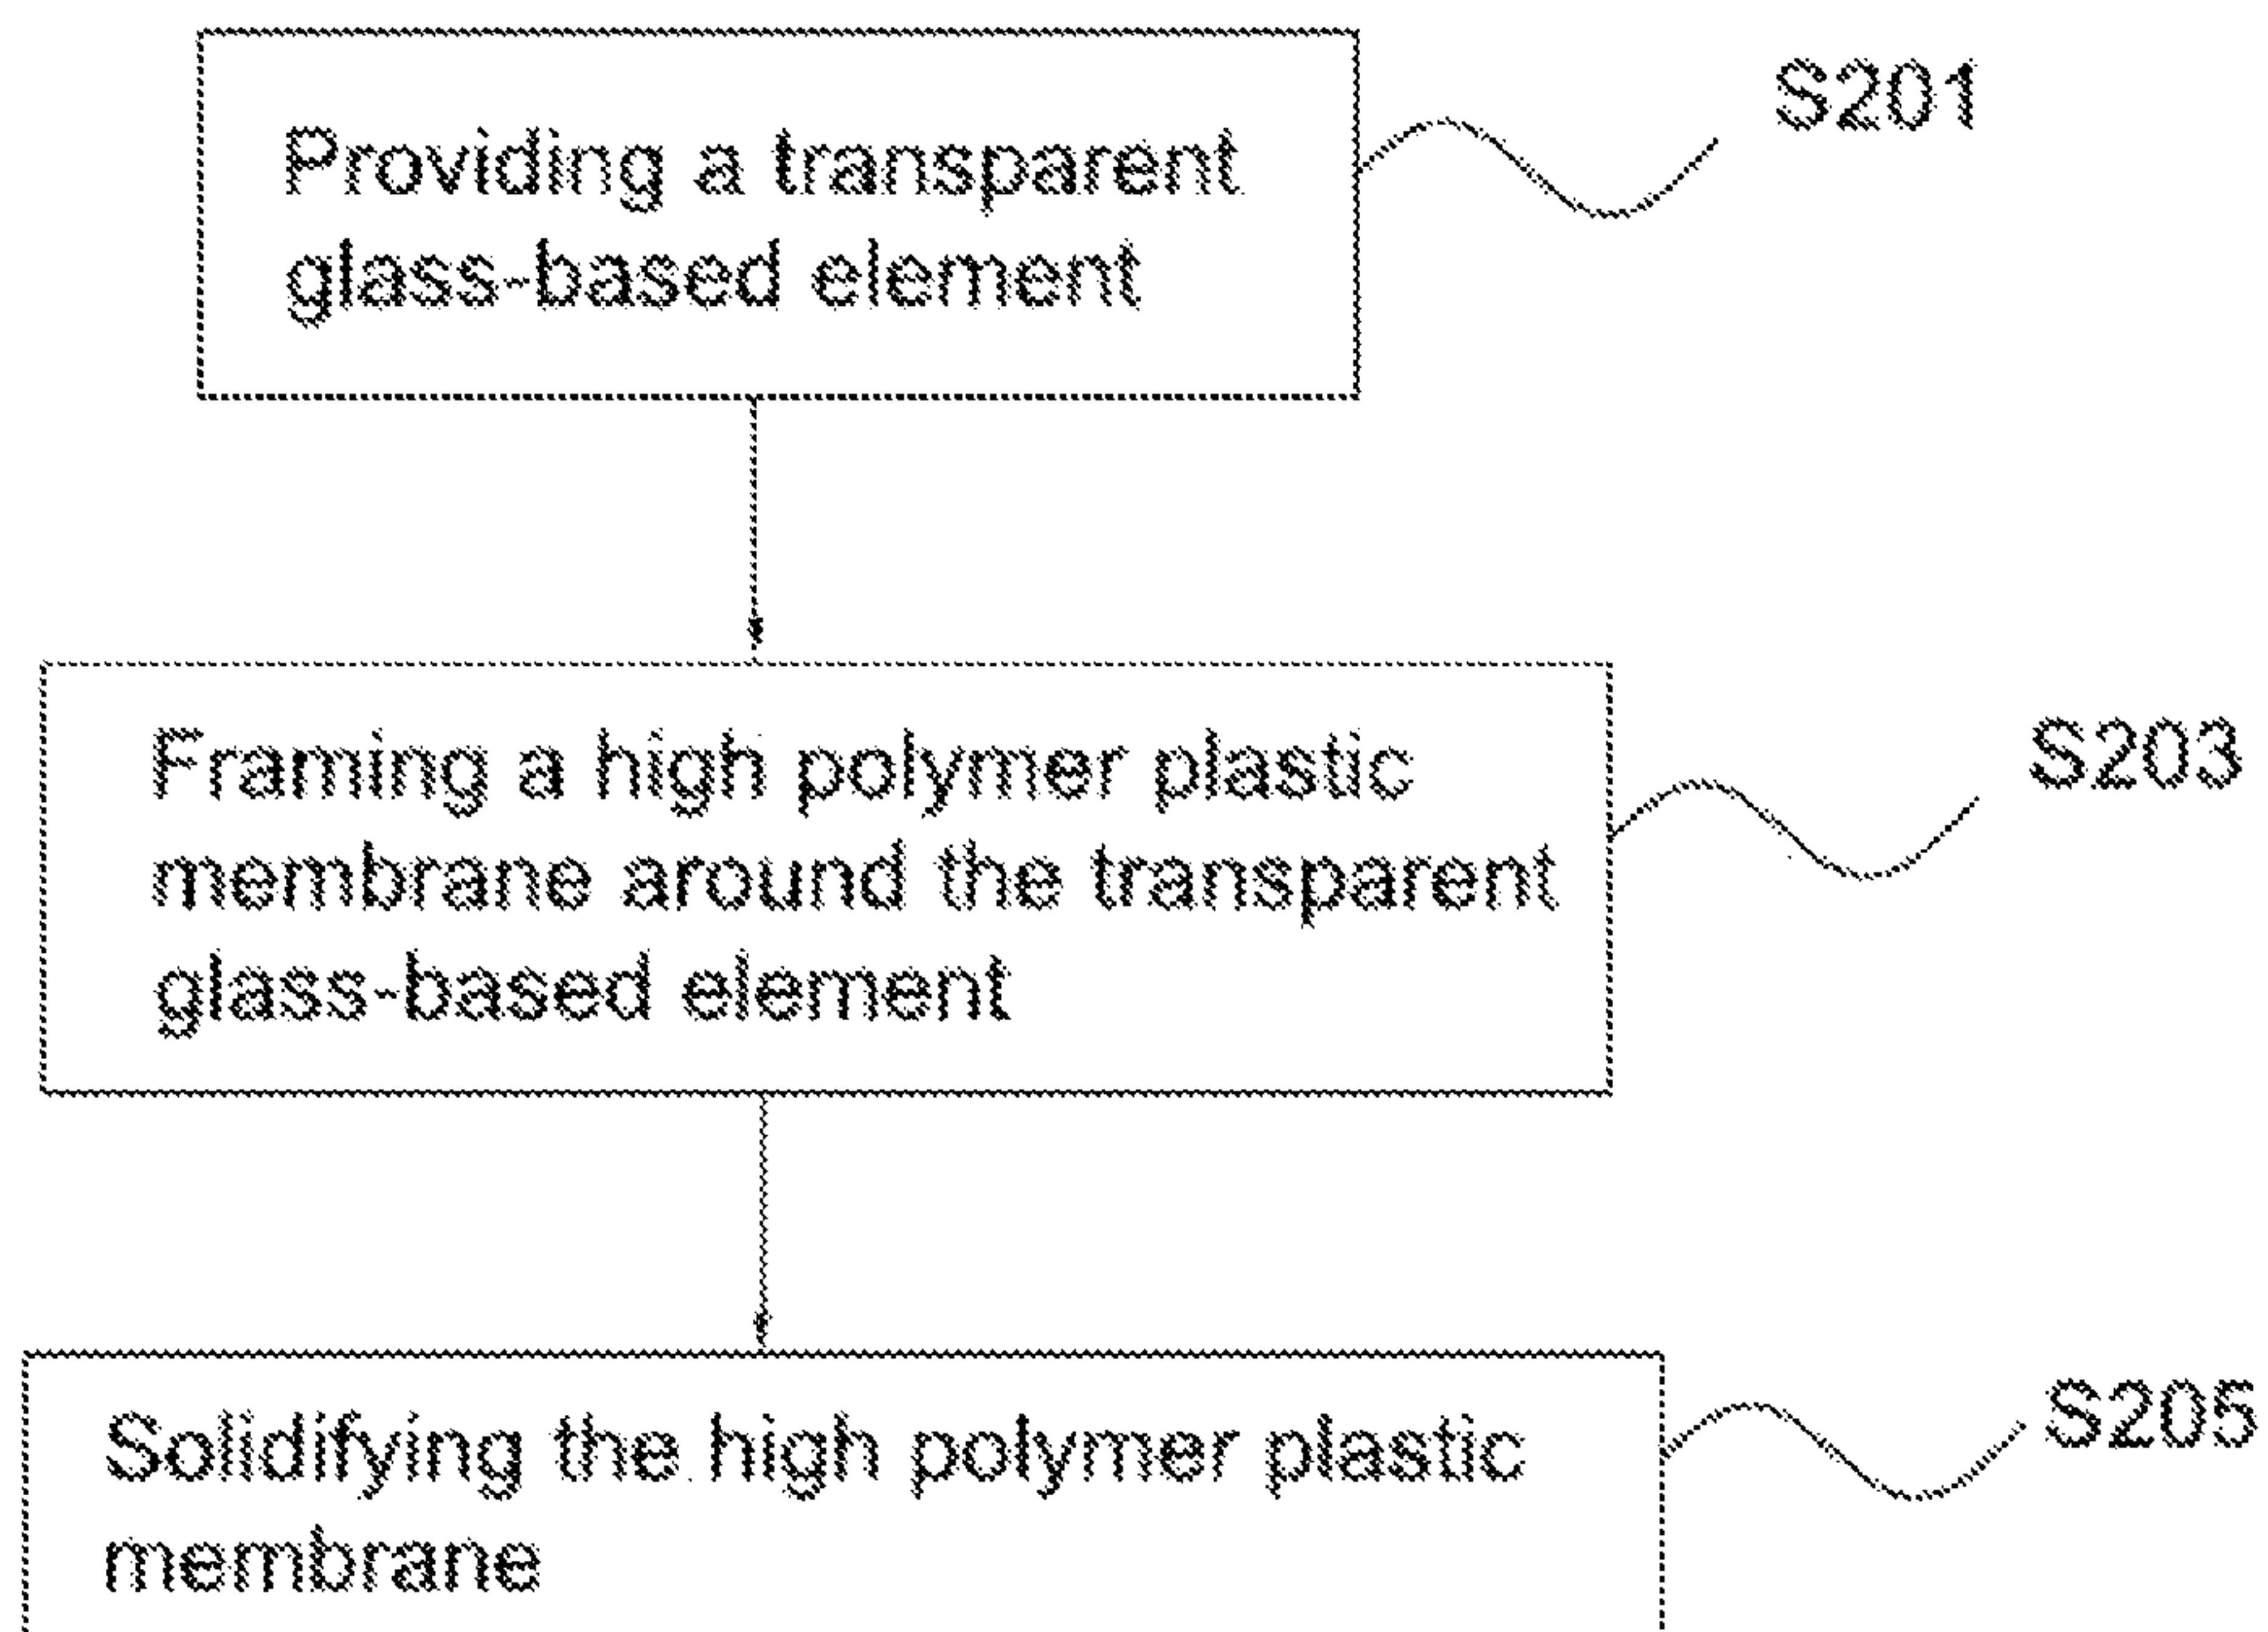 Providing a transparent
glass-based element
S201
Framing a high polymer plastic
membrane around the transparent
glass-based element
S203
Solidifying the high polymer plastic
membrane
S205